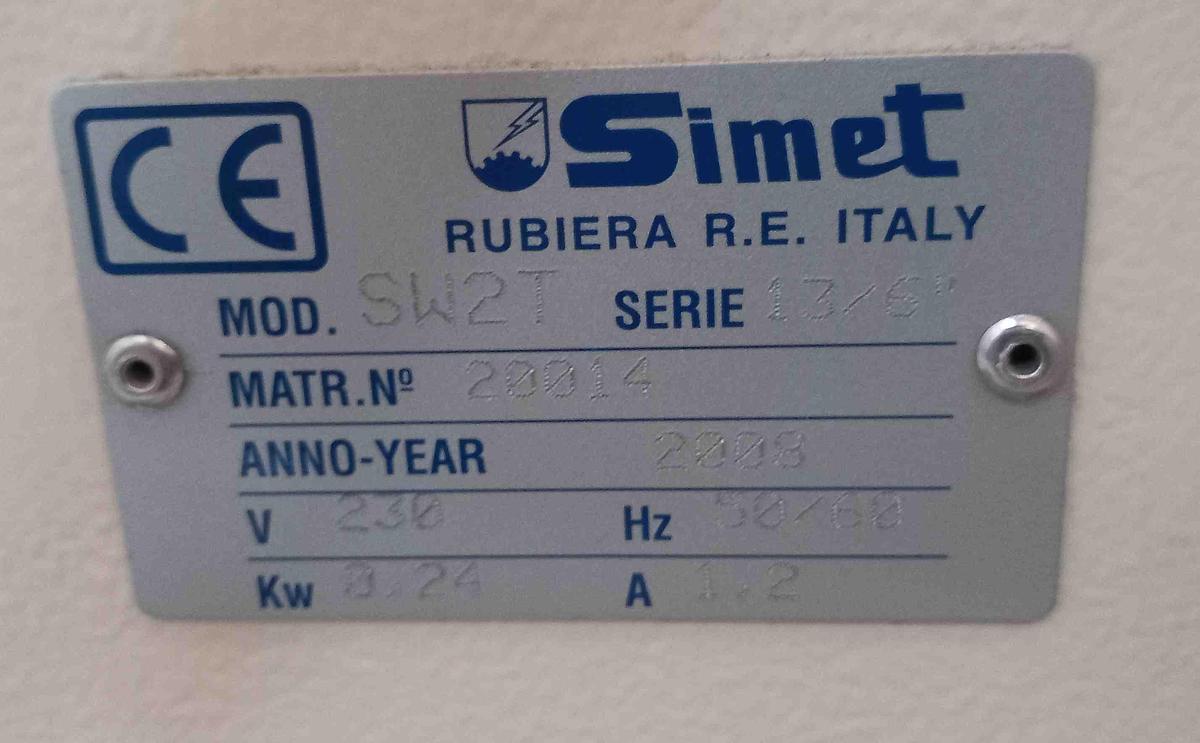 CE Simet
RUBIERA R.E. ITALY
MOD. SW2T SERIE 13/6"
MATR.Nº 20014
ANNO-YEAR 2008
V 230 Hz 50/60
Kw 0.24 A 1.2